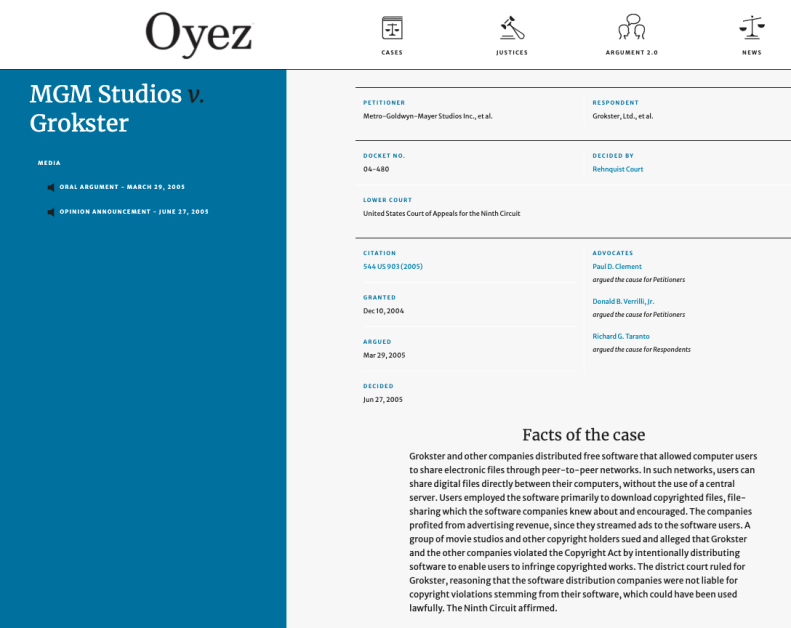 Oyez
CASES
JUSTICES
ARGUMENT 2.0
NEWS
MGM Studios v.
Grokster
MEDIA
ORAL ARGUMENT - MARCH 29, 2005
OPINION ANNOUNCEMENT - JUNE 27, 2005
PETITIONER
Metro-Goldwyn-Mayer Studios Inc., et al.
RESPONDENT
Grokster, Ltd., et al.
DOCKET NO.
04-480
DECIDED BY
Rehnquist Court
LOWER COURT
United States Court of Appeals for the Ninth Circuit
CITATION
544 US 903 (2005)
GRANTED
Dec 10, 2004
ARGUED
Mar 29, 2005
DECIDED
Jun 27, 2005
ADVOCATES
Paul D. Clement
argued the cause for Petitioners
Donald B. Verrilli, Jr.
argued the cause for Petitioners
Richard G. Taranto
argued the cause for Respondents
Facts of the case
Grokster and other companies distributed free software that allowed computer users
to share electronic files through peer-to-peer networks. In such networks, users can
share digital files directly between their computers, without the use of a central
server. Users employed the software primarily to download copyrighted files, file-
sharing which the software companies knew about and encouraged. The companies
profited from advertising revenue, since they streamed ads to the software users. A
group of movie studios and other copyright holders sued and alleged that Grokster
and the other companies violated the Copyright Act by intentionally distributing
software to enable users to infringe copyrighted works. The district court ruled for
Grokster, reasoning that the software distribution companies were not liable for
copyright violations stemming from their software, which could have been used
lawfully. The Ninth Circuit affirmed.